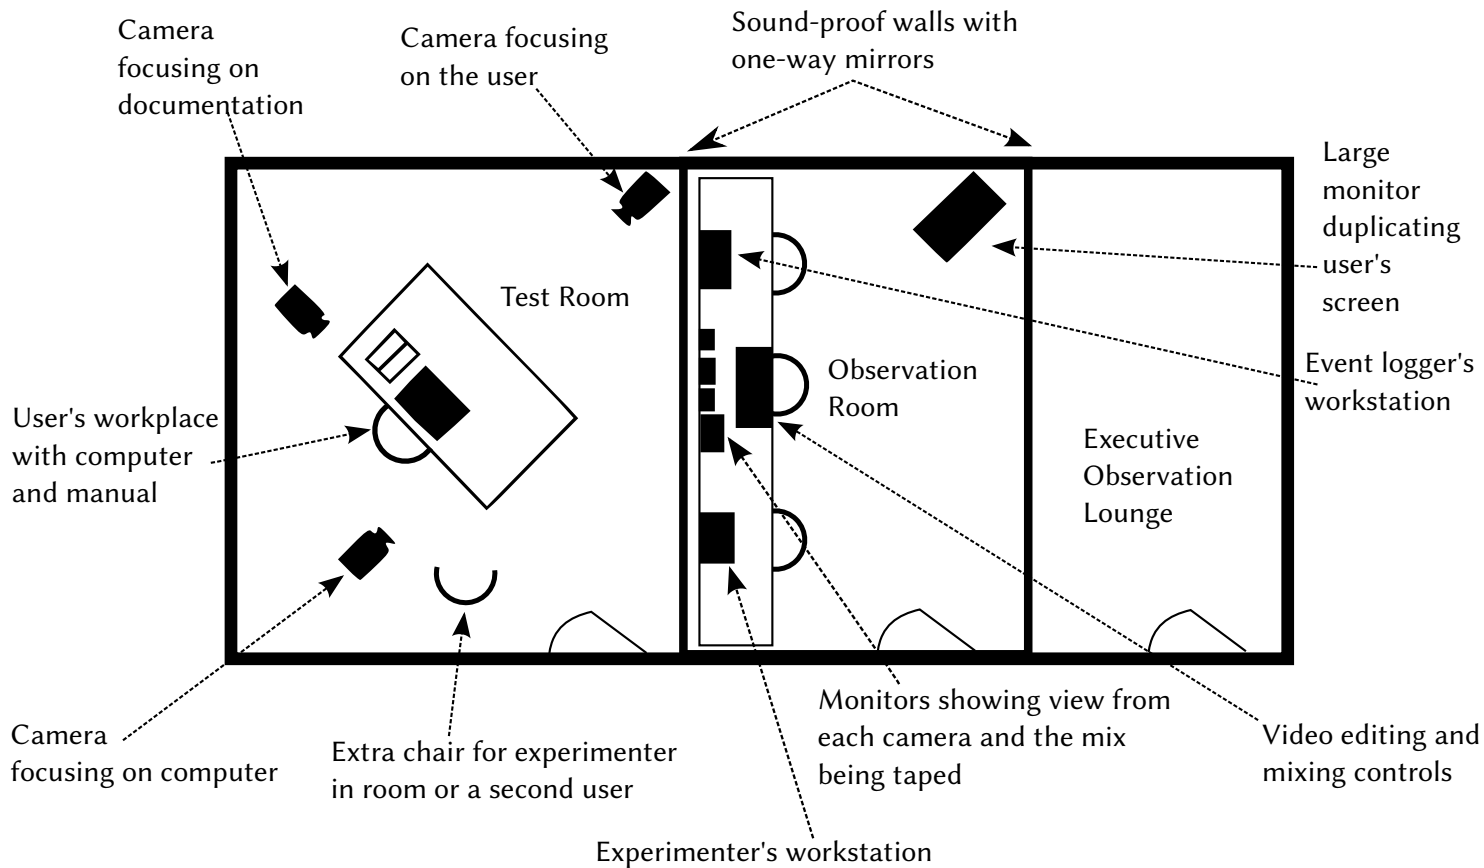 Camera
focusing on
documentation
Camera focusing
on the user
Sound-proof walls with
one-way mirrors
Large
monitor
duplicating
user's
screen
Test Room
Observation
Room
Event logger's
workstation
User's workplace
with computer
and manual
Executive
Observation
Lounge
Camera
focusing on computer
Extra chair for experimenter
in room or a second user
Monitors showing view from
each camera and the mix
being taped
Video editing and
mixing controls
Experimenter's workstation